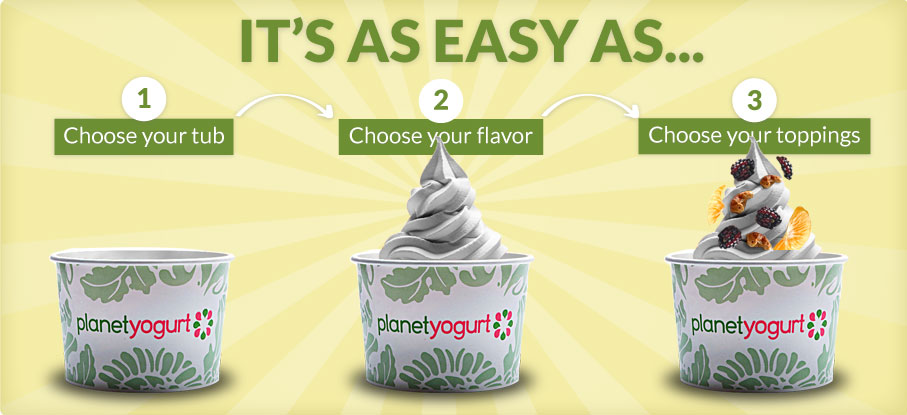 IT'S AS EASY AS...
1
Choose your tub
2
Choose your flavor
3
Choose your toppings
planetyogurt
planetyogurt
planetyogurt